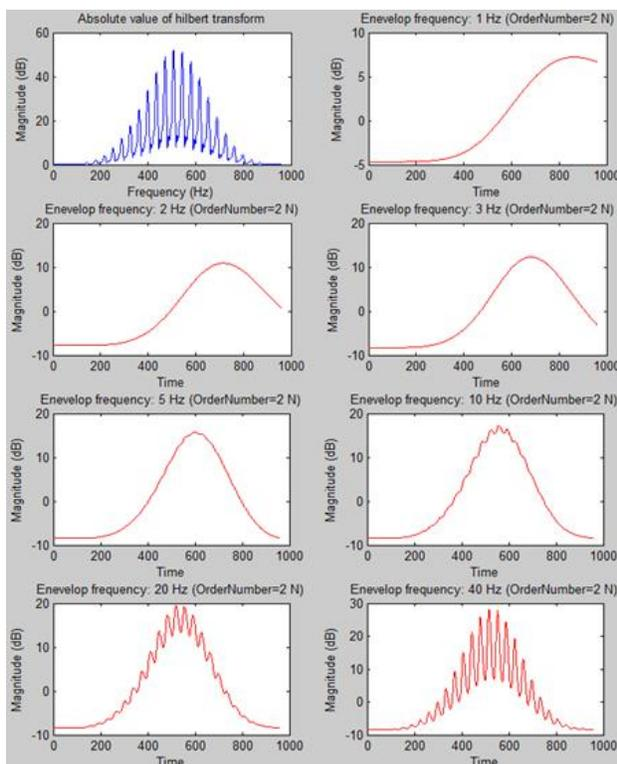 Absolute value of hilbert transform
Magnitude (dB)
60
40
20
0
0 200 400 600 800 1000
Frequency (Hz)
Enevelop frequency: 1 Hz (OrderNumber=2 N)
Magnitude (dB)
10
5
0
-5
0 200 400 600 800 1000
Time
Enevelop frequency: 2 Hz (OrderNumber=2 N)
Magnitude (dB)
20
10
0
-10
0 200 400 600 800 1000
Time
Enevelop frequency: 3 Hz (OrderNumber=2 N)
Magnitude (dB)
20
10
0
-10
0 200 400 600 800 1000
Time
Enevelop frequency: 5 Hz (OrderNumber=2 N)
Magnitude (dB)
20
10
0
-10
0 200 400 600 800 1000
Time
Enevelop frequency: 10 Hz (OrderNumber=2 N)
Magnitude (dB)
20
10
0
-10
0 200 400 600 800 1000
Time
Enevelop frequency: 20 Hz (OrderNumber=2 N)
Magnitude (dB)
20
10
0
-10
0 200 400 600 800 1000
Time
Enevelop frequency: 40 Hz (OrderNumber=2 N)
Magnitude (dB)
30
20
10
0
-10
0 200 400 600 800 1000
Time